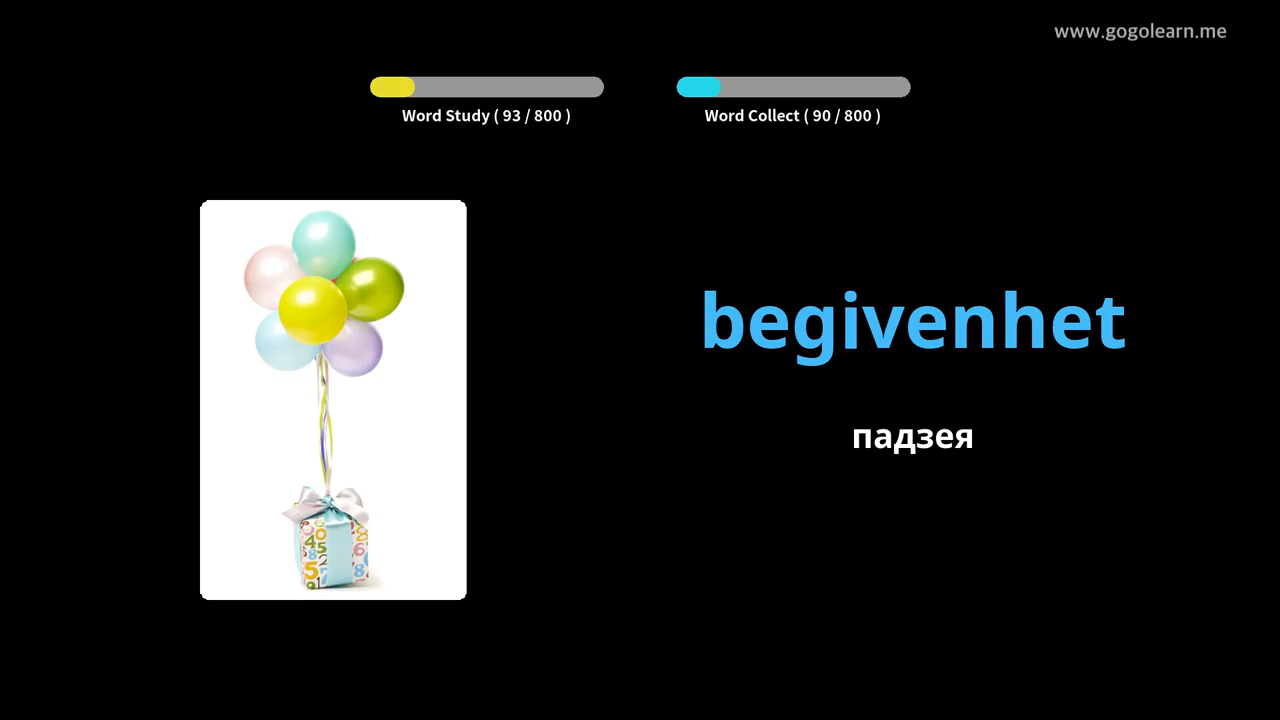 www.gogolearn.me
Word Study ( 93 / 800 )
Word Collect ( 90 / 800 )
begivenhet
падзея